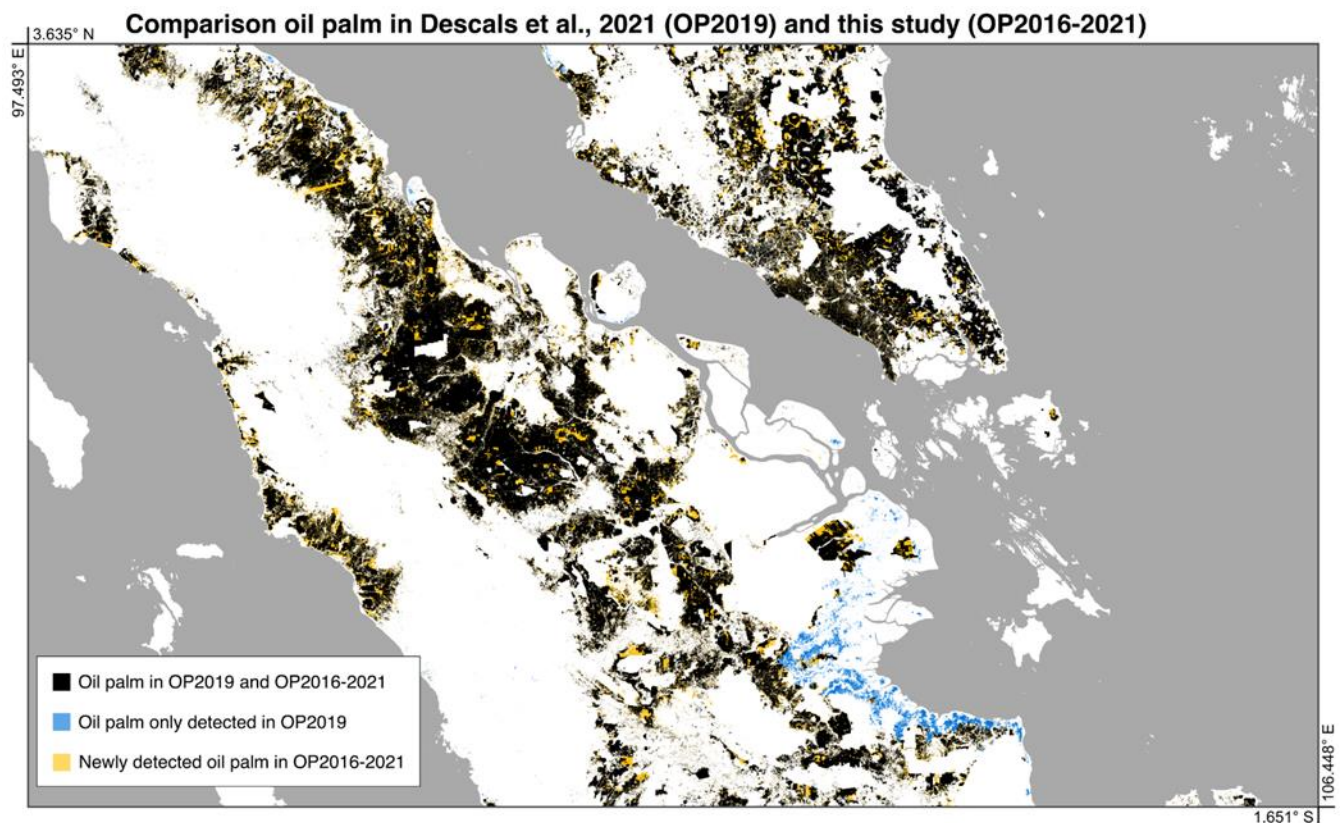 Comparison oil palm in Descals et al., 2021 (OP2019) and this study (OP2016-2021)
3.635° N
97.493° E
Oil palm in OP2019 and OP2016-2021
Oil palm only detected in OP2019
Newly detected oil palm in OP2016-2021
106.448° E
1.651° S